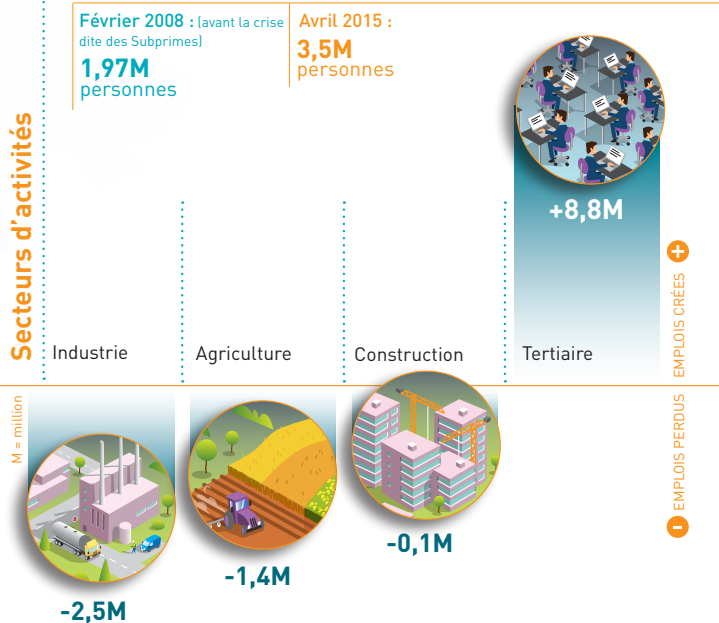 Février 2008 : (avant la crise
dite des Subprimes)
1,97M
personnes
Avril 2015 :
3,5M
personnes
Secteurs d'activités
+8,8M
Industrie
Agriculture
Construction
Tertiaire
EMPLOIS CRÉES
+
M = million
EMPLOIS PERDUS
-
-0,1M
-1,4M
-2,5M